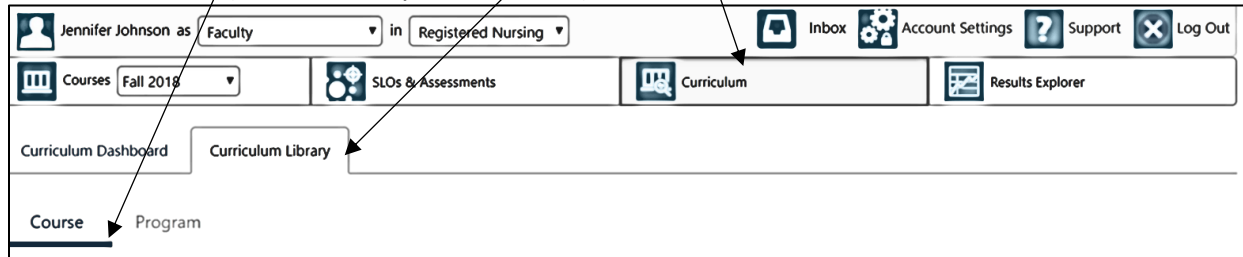 Jennifer Johnson as Faculty in Registered Nursing Inbox Account Settings Support Log Out
Courses Fall 2018 SLOs & Assessments Curriculum Results Explorer
Curriculum Dashboard Curriculum Library
Course Program